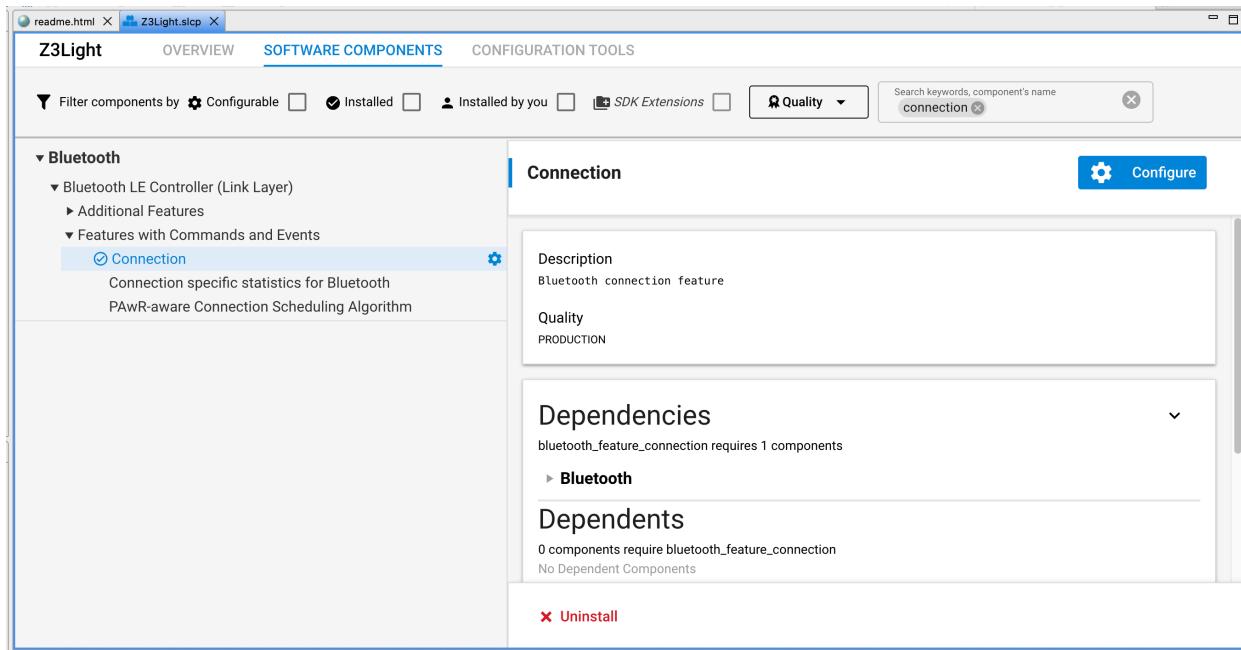 readme.html
Z3Light.slcp
Z3Light OVERVIEW SOFTWARE COMPONENTS CONFIGURATION TOOLS
Filter components by Configurable Installed Installed by you SDK Extensions Quality
Search keywords, component's name
connection
Bluetooth
Bluetooth LE Controller (Link Layer)
Additional Features
Features with Commands and Events
Connection
Connection specific statistics for Bluetooth
PAwR-aware Connection Scheduling Algorithm
Connection
Configure
Description
Bluetooth connection feature
Quality
PRODUCTION
Dependencies
bluetooth_feature_connection requires 1 components
Bluetooth
Dependents
0 components require bluetooth_feature_connection
No Dependent Components
Uninstall